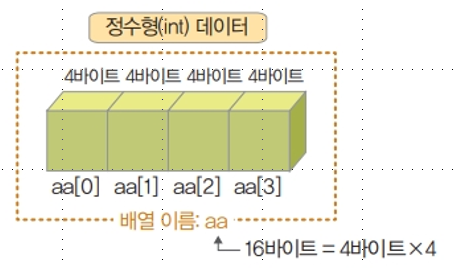 정수형(int) 데이터
4바이트 4바이트 4바이트 4바이트
aa[0] aa[1] aa[2] aa[3]
배열 이름: aa
16바이트 = 4바이트×4